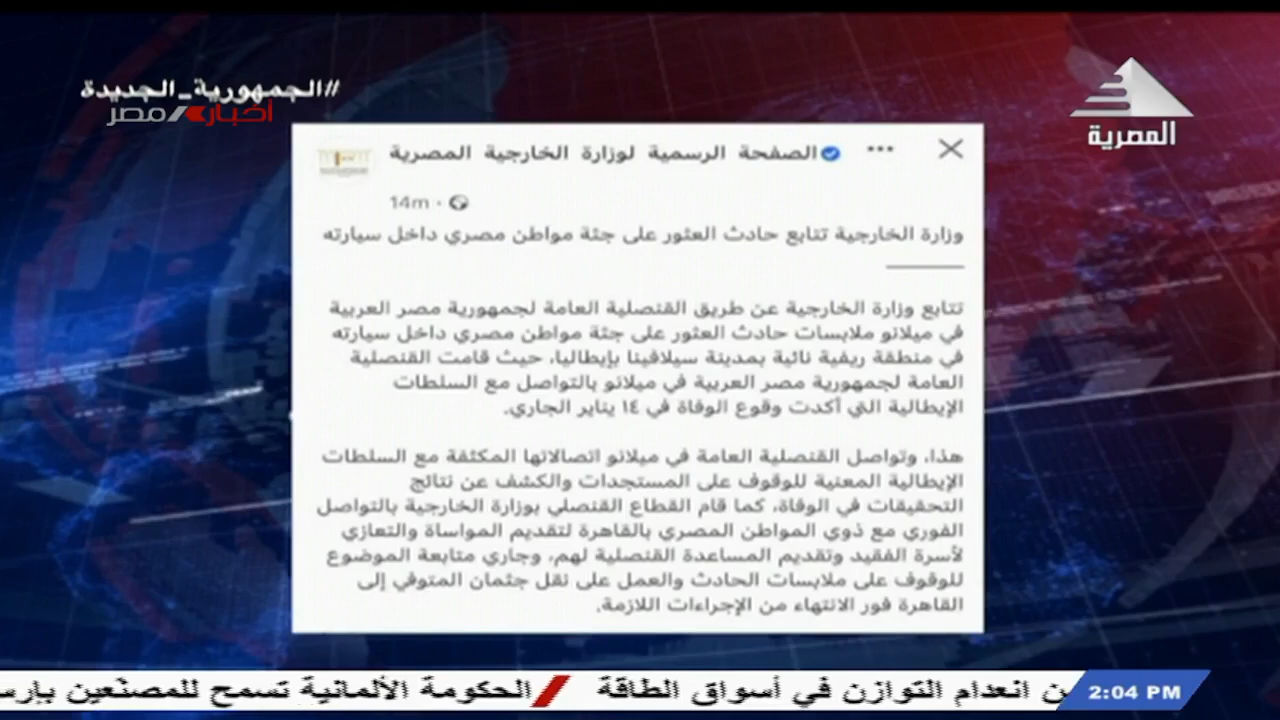 #الجمهورية_الجديدة
أخبار مصر
المصرية
الصفحة الرسمية لوزارة الخارجية المصرية
14m
وزارة الخارجية تتابع حادث العثور على جثة مواطن مصري داخل سيارته
تتابع وزارة الخارجية عن طريق القنصلية العامة لجمهورية مصر العربية
في ميلانو ملابسات حادث العثور على جثة مواطن مصري داخل سيارته
في منطقة ريفية نائية بمدينة سيلافينا بإيطاليا، حيث قامت القنصلية
العامة لجمهورية مصر العربية في ميلانو بالتواصل مع السلطات
الإيطالية التي أكدت وقوع الوفاة في ١٤ يناير الجاري.
هذا، وتواصل القنصلية العامة في ميلانو اتصالاتها المكثفة مع السلطات
الإيطالية المعنية للوقوف على المستجدات والكشف عن نتائج
التحقيقات في الوفاة، كما قام القطاع القنصلي بوزارة الخارجية بالتواصل
الفوري مع ذوي المواطن المصري بالقاهرة لتقديم المواساة والتعازي
لأسرة الفقيد وتقديم المساعدة القنصلية لهم، وجاري متابعة الموضوع
للوقوف على ملابسات الحادث والعمل على نقل جثمان المتوفي إلى
القاهرة فور الانتهاء من الإجراءات اللازمة.
انعدام التوازن في أسواق الطاقة / الحكومة الألمانية تسمح للمصنّعين
2:04 PM